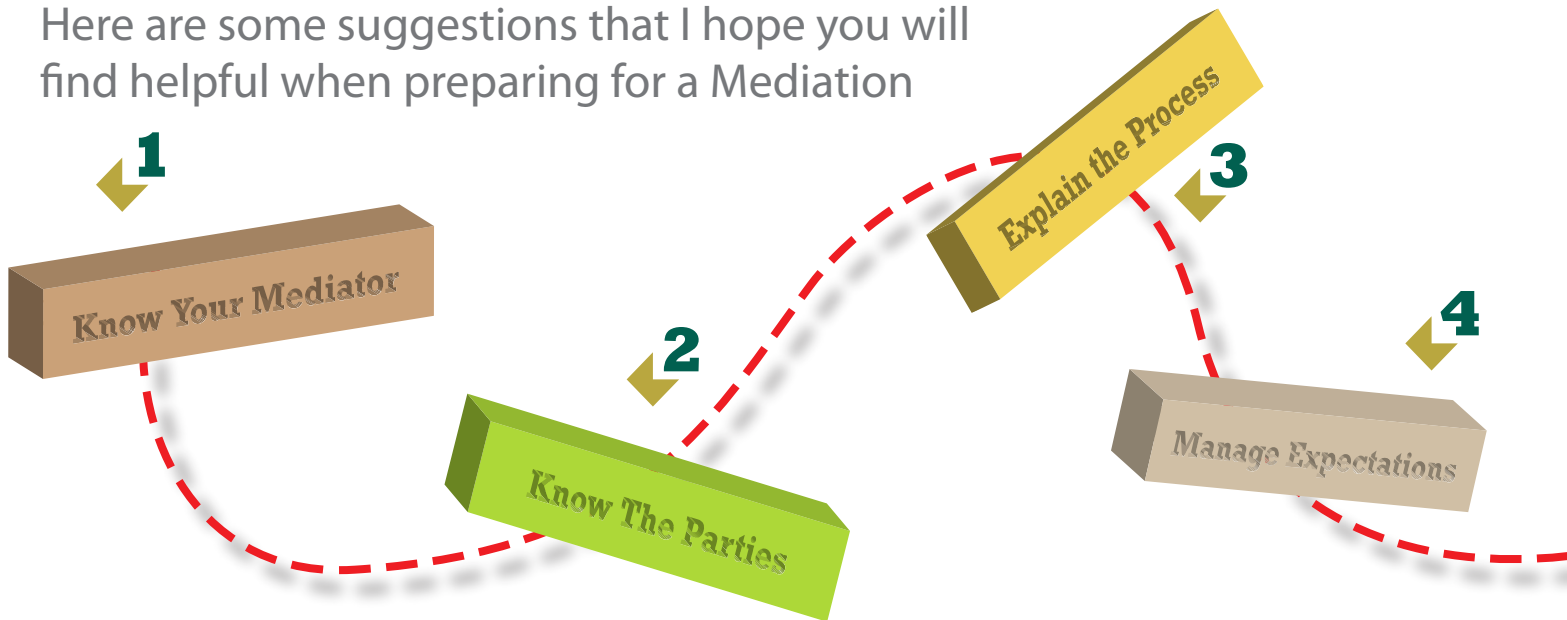 Here are some suggestions that I hope you will
find helpful when preparing for a Mediation
1
Know Your Mediator
2
Know The Parties
3
Explain the Process
4
Manage Expectations